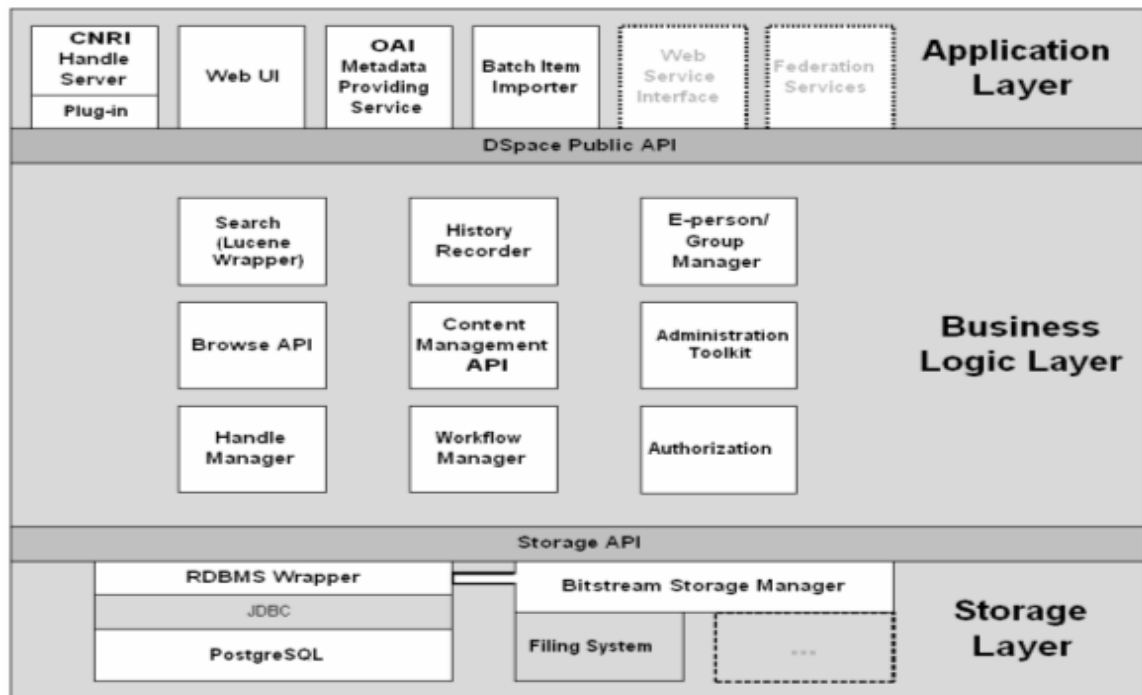 CNRI
Handle
Server
Plug-in
Web UI
OAI
Metadata
Providing
Service
Batch Item
Importer
Web
Service
Interface
Federation
Services
Application
Layer
DSpace Public API
Search
(Lucene
Wrapper)
History
Recorder
E-person/
Group
Manager
Browse API
Content
Management
API
Administration
Toolkit
Business
Logic Layer
Handle
Manager
Workflow
Manager
Authorization
Storage API
RDBMS Wrapper
JDBC
PostgreSQL
Bitstream Storage Manager
Filing System
...
Storage
Layer